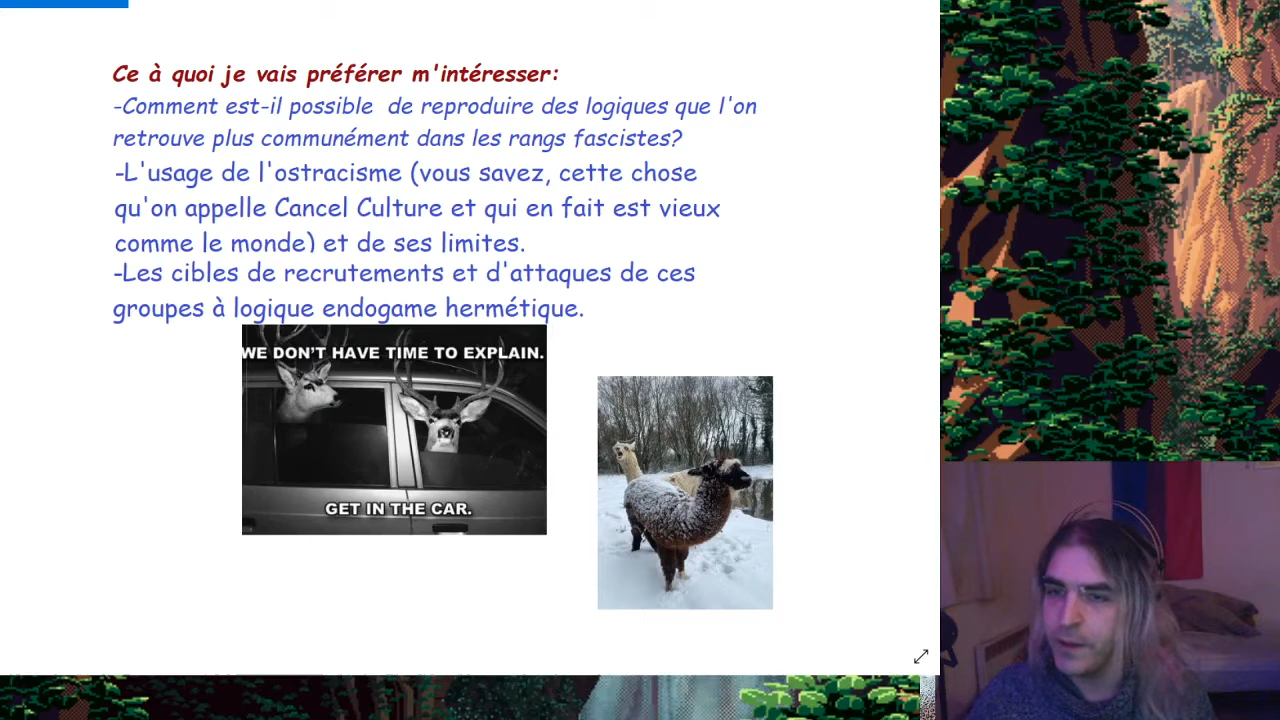 Ce à quoi je vais préférer m'intéresser:
-Comment est-il possible de reproduire des logiques que l'on
retrouve plus communément dans les rangs fascistes?
-L'usage de l'ostracisme (vous savez, cette chose
qu'on appelle Cancel Culture et qui en fait est vieux
comme le monde) et de ses limites.
-Les cibles de recrutements et d'attaques de ces
groupes à logique endogame hermétique.
WE DON'T HAVE TIME TO EXPLAIN.
GET IN THE CAR.